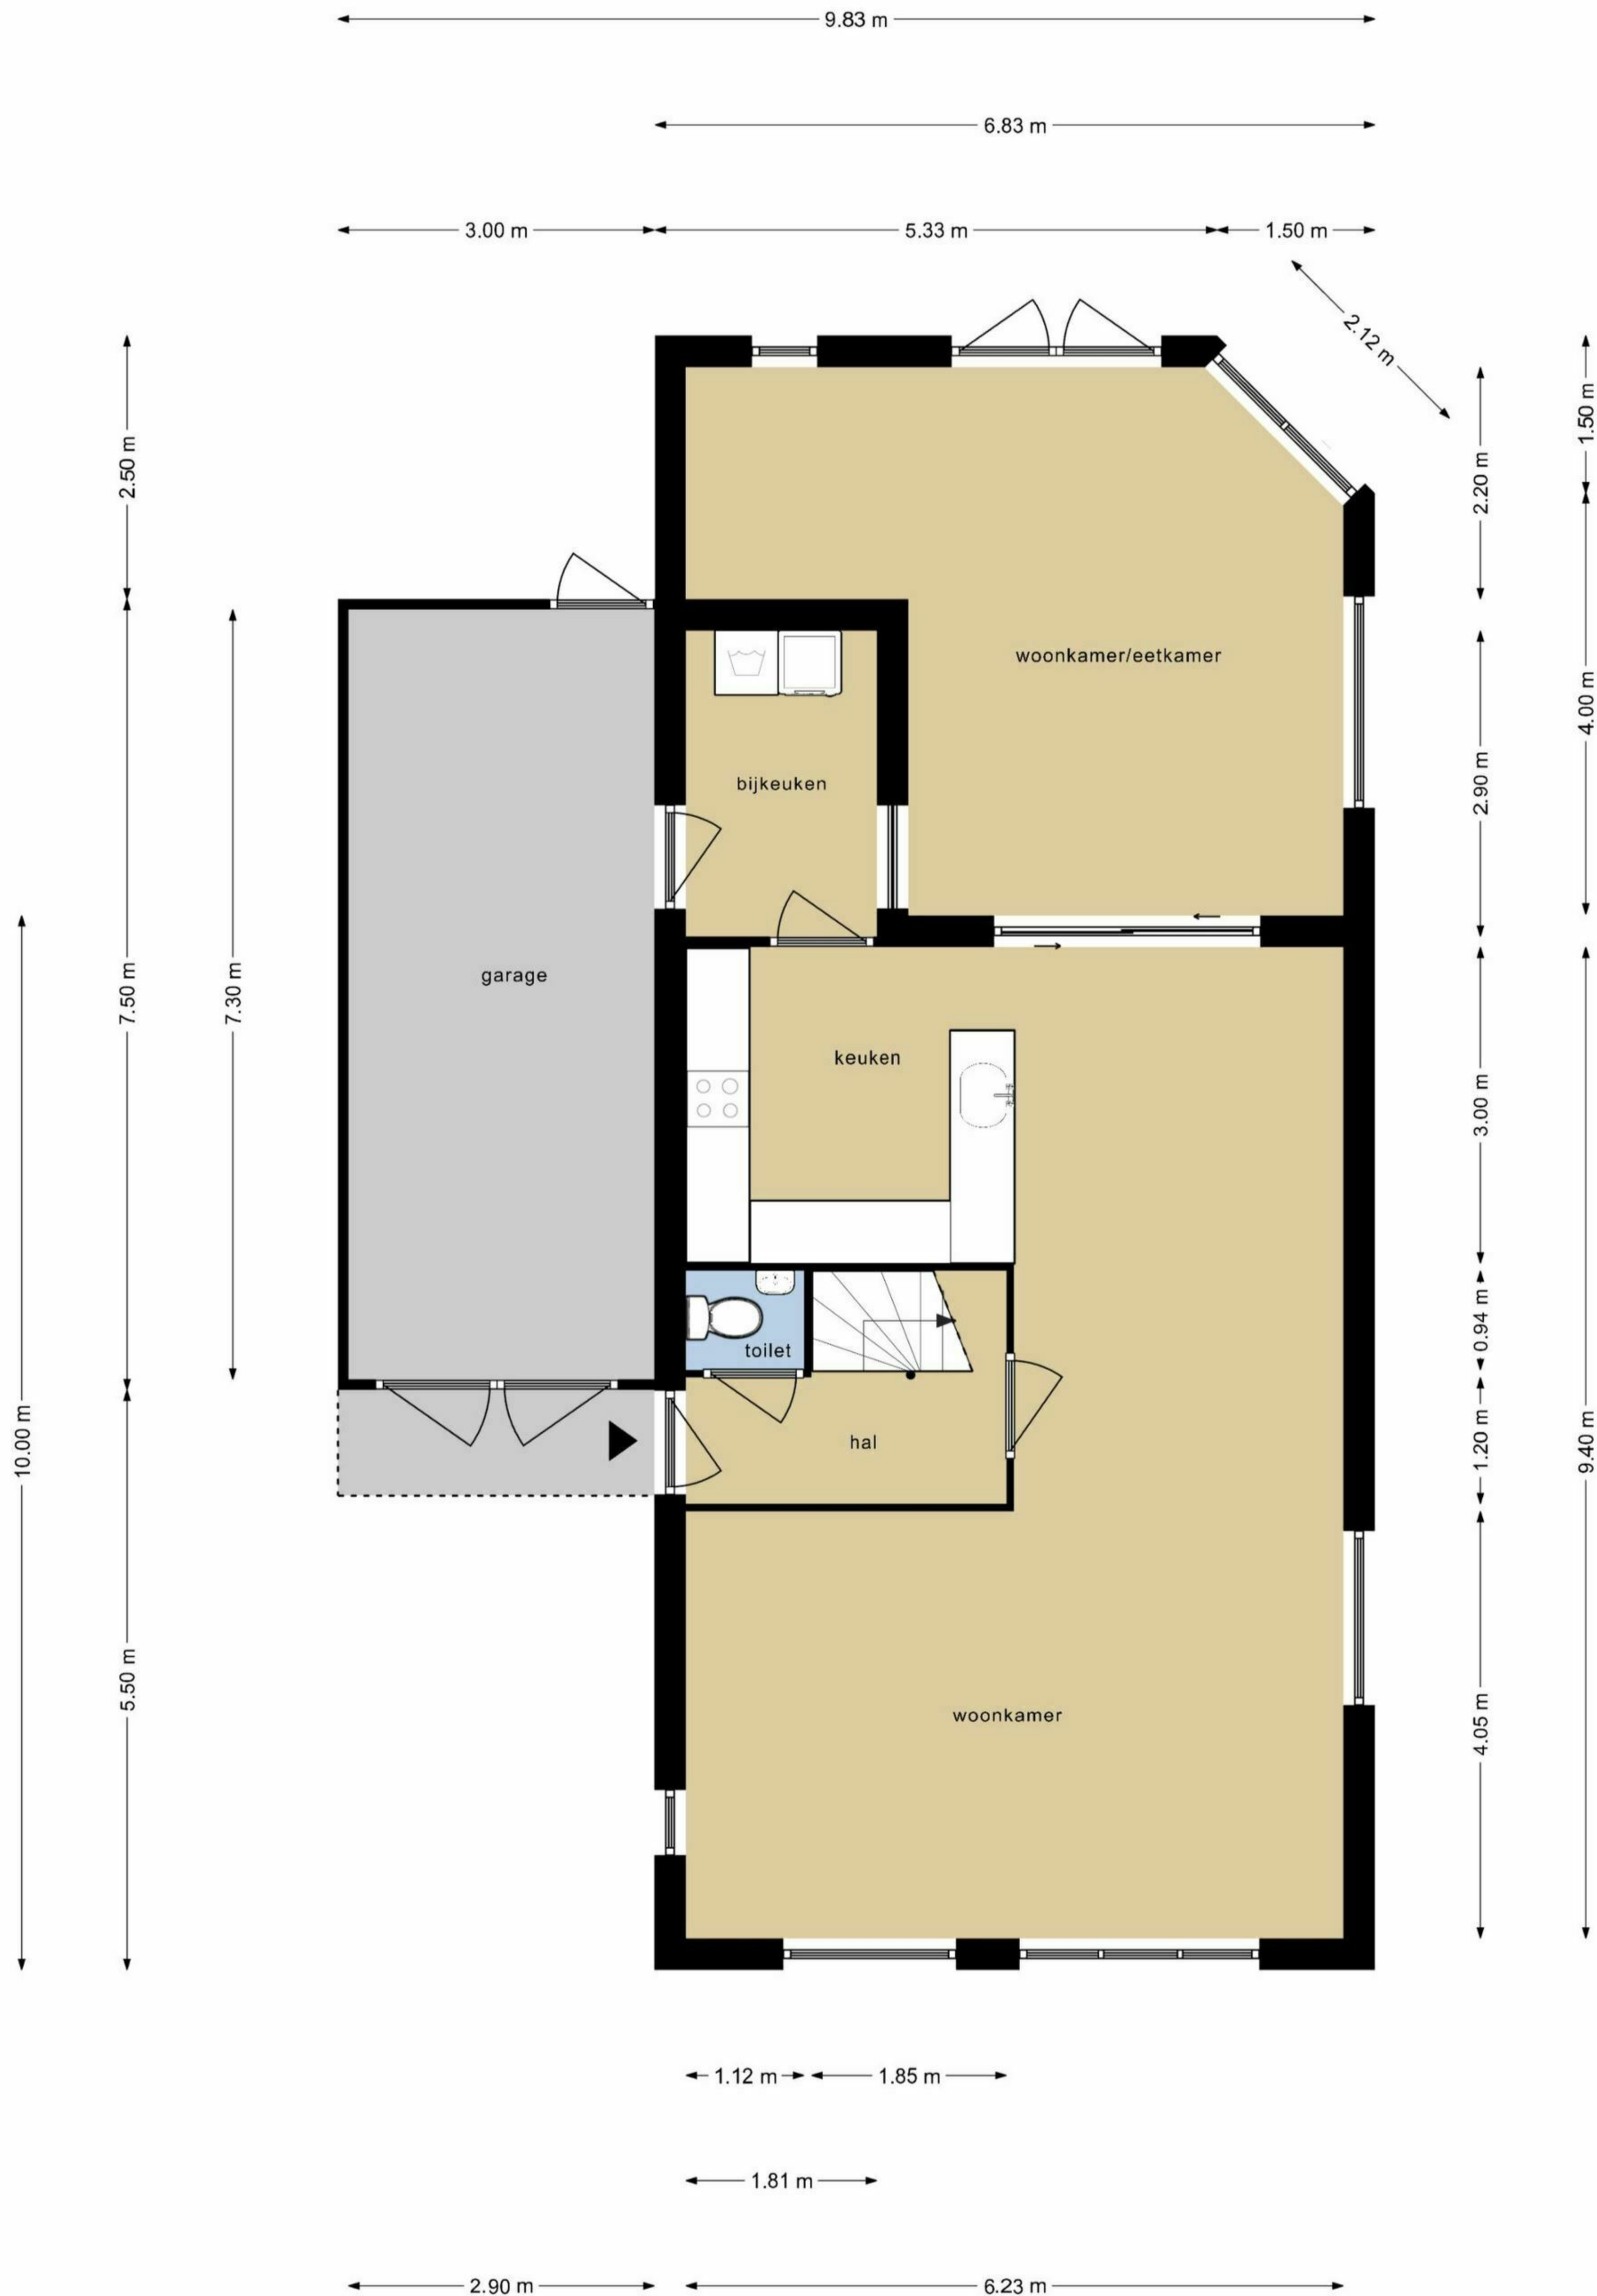 9.83 m
6.83 m
3.00 m
5.33 m
1.50 m
2.12 m
2.50 m
1.50 m
2.20 m
woonkamer/eetkamer
4.00 m
bijkeuken
2.90 m
garage
7.50 m
7.30 m
keuken
3.00 m
toilet
0.94 m
hal
1.20 m
10.00 m
9.40 m
5.50 m
woonkamer
4.05 m
1.12 m
1.85 m
1.81 m
2.90 m
6.23 m